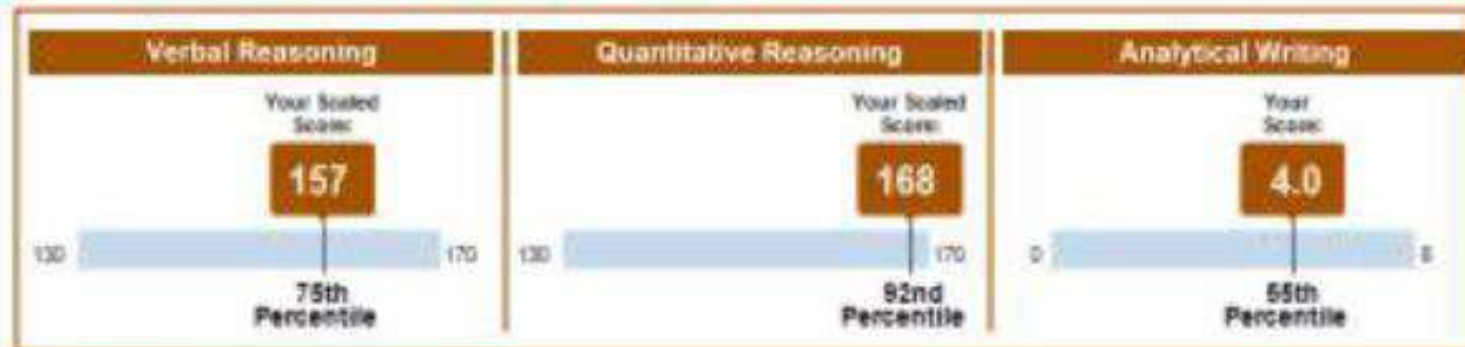 Verbal Reasoning
Your Scaled
Score:
157
130
170
75th
Percentile
Quantitative Reasoning
Your Scaled
Score:
168
130
170
92nd
Percentile
Analytical Writing
Your
Score:
4.0
0
55th
Percentile